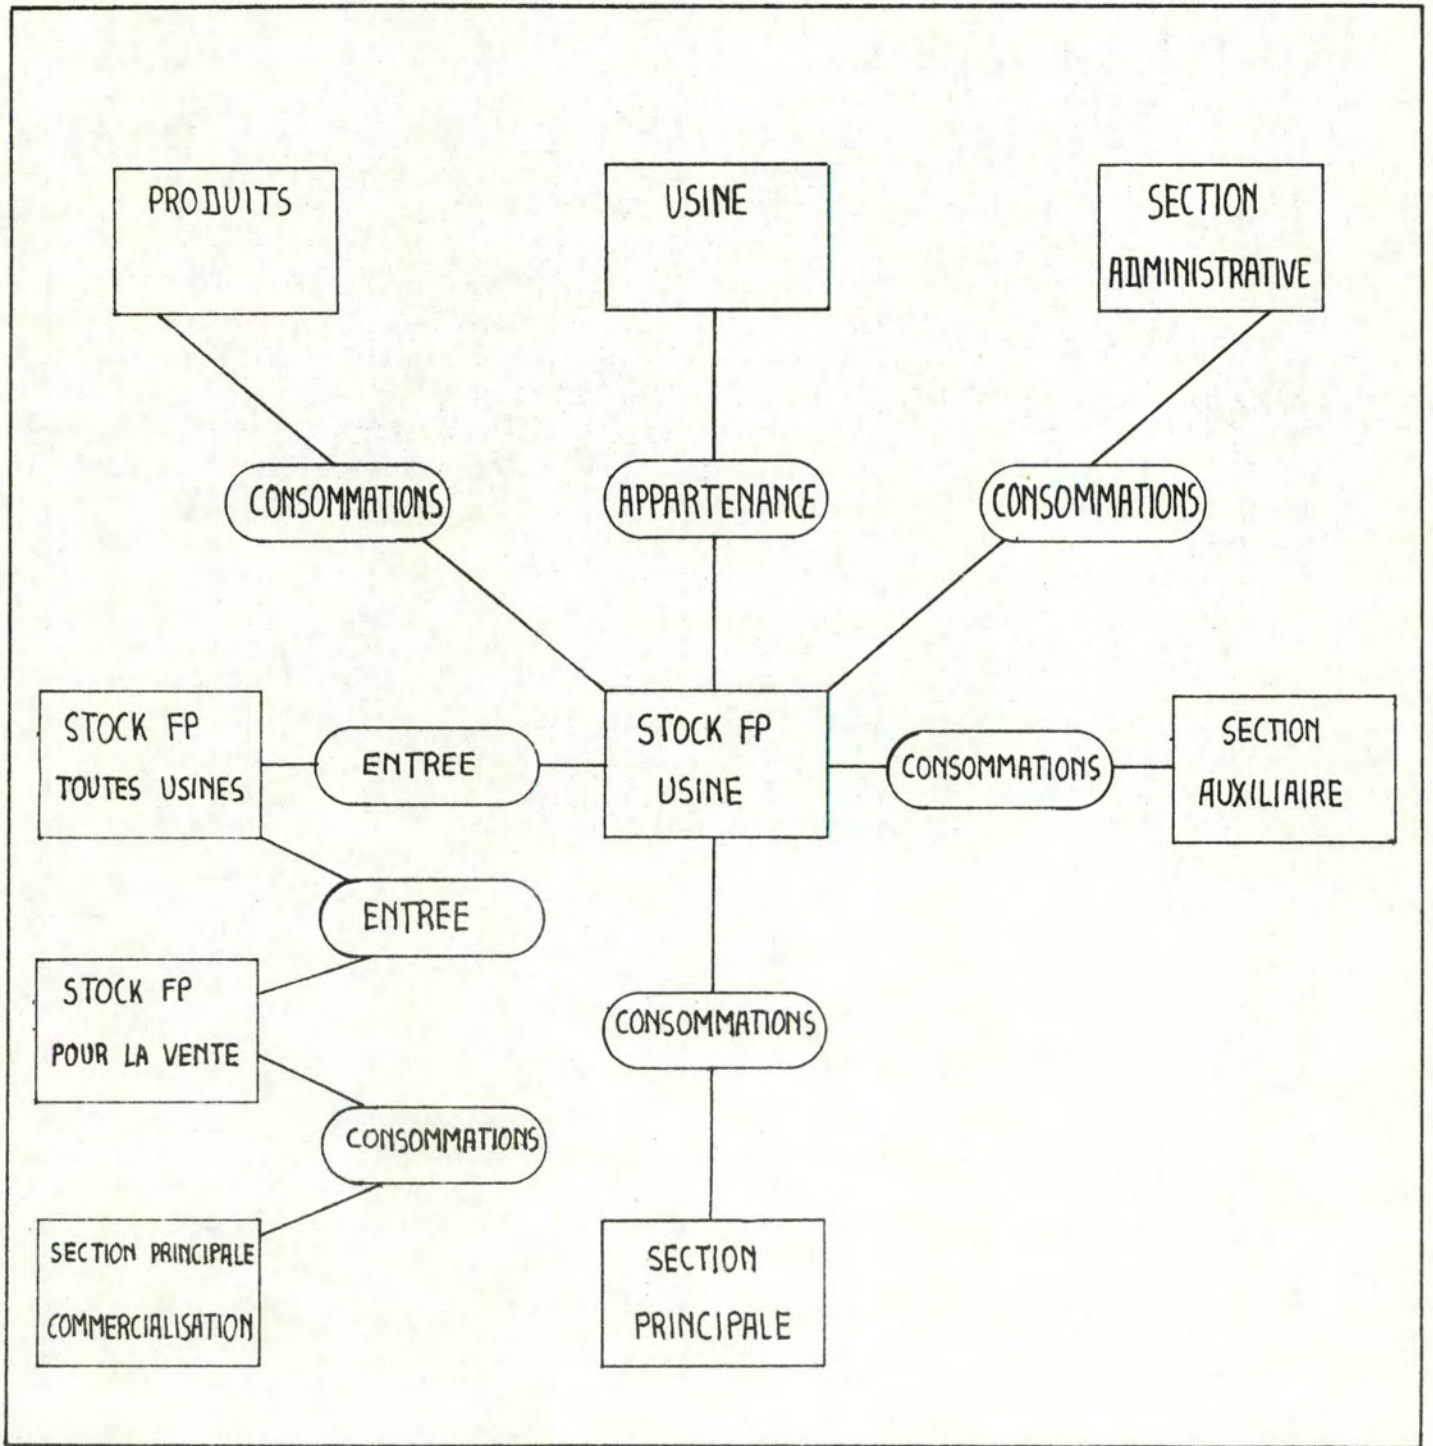 PRODUITS
USINE
SECTION
ADMINISTRATIVE
CONSOMMATIONS
APPARTENANCE
CONSOMMATIONS
STOCK FP
TOUTES USINES
ENTREE
STOCK FP
USINE
CONSOMMATIONS
SECTION
AUXILIAIRE
ENTREE
STOCK FP
POUR LA VENTE
CONSOMMATIONS
CONSOMMATIONS
SECTION PRINCIPALE
COMMERCIALISATION
SECTION
PRINCIPALE